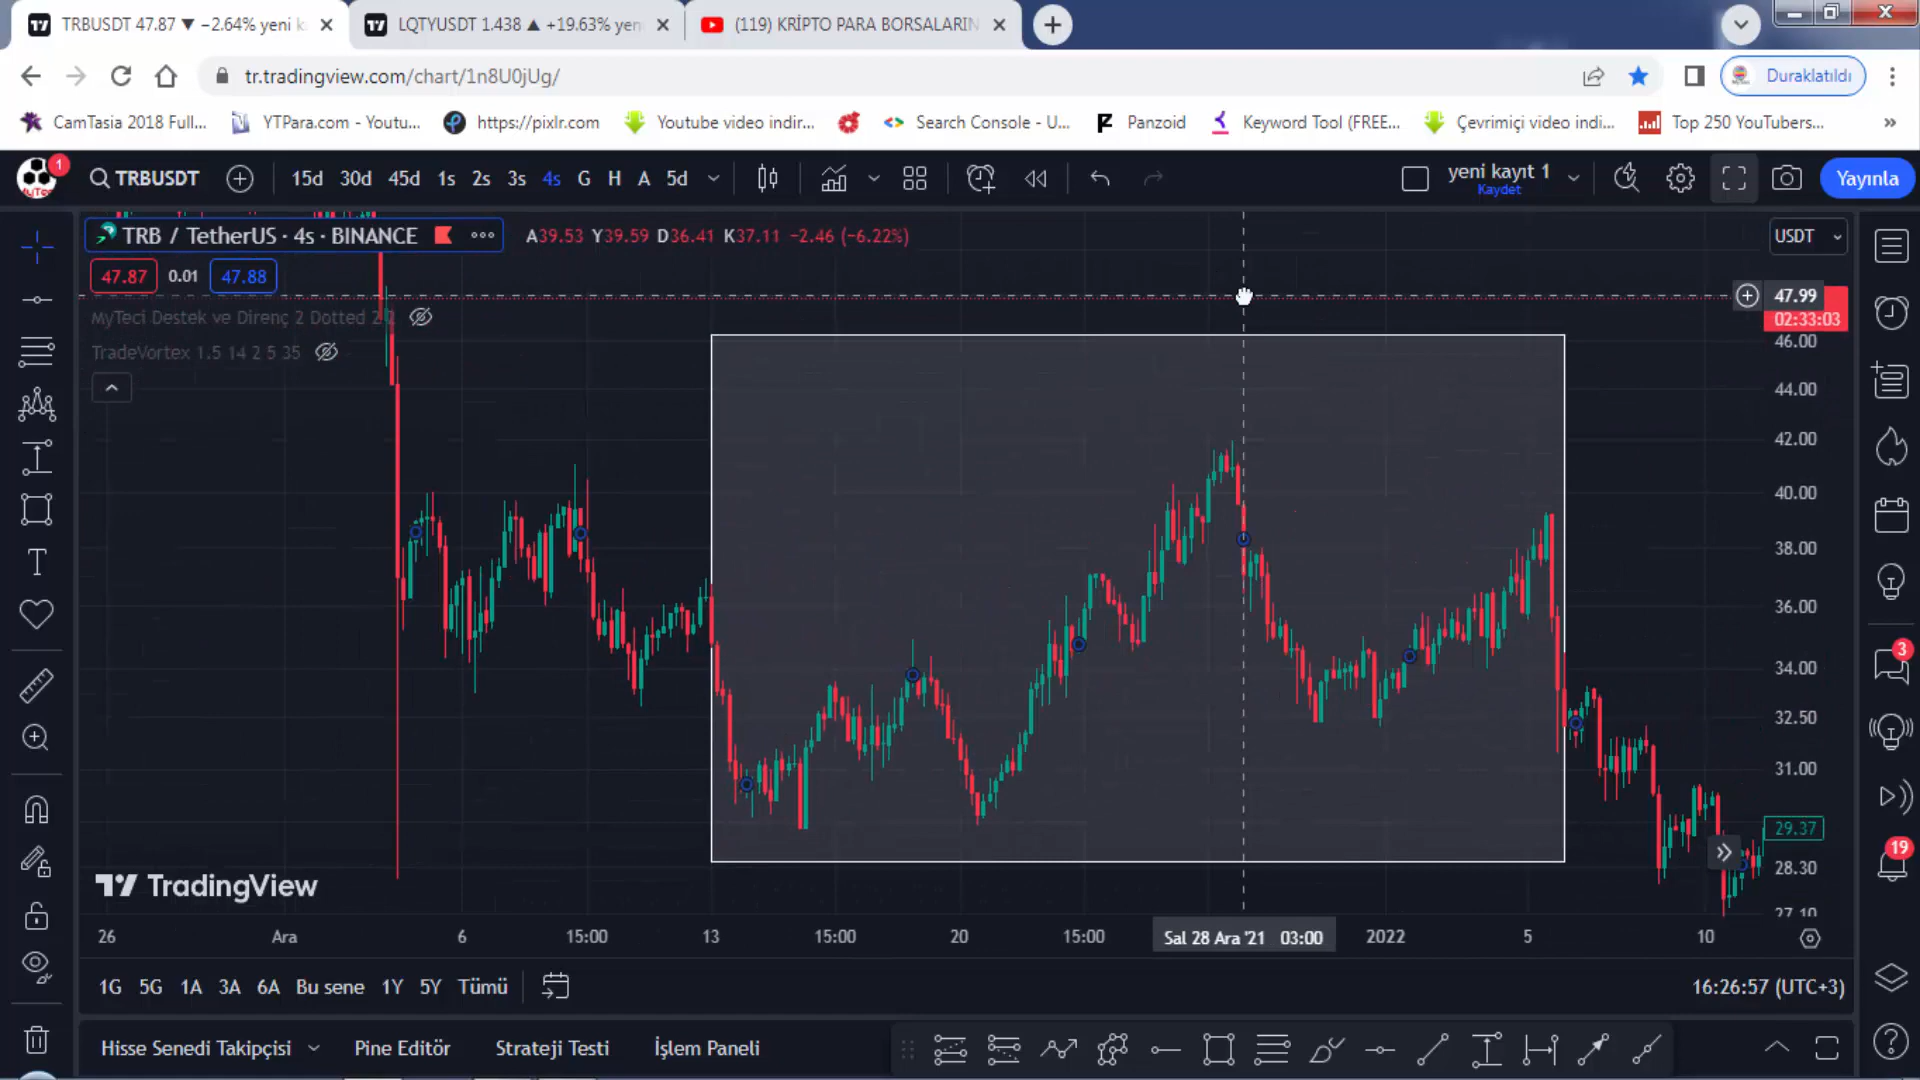 TRBUSDT 47.87 ▼ −2.64% yeni k
LQTYUSDT 1.438 ▲ +19.63% yen
(119) KRİPTO PARA BORSALARIN
tr.tradingview.com/chart/1n8U0jUg/
Duraklatıldı
CamTasia 2018 Full...
YTPara.com - Youtu...
https://pixlr.com
Youtube video indir...
Search Console - U...
Panzoid
Keyword Tool (FREE...
Çevrimiçi video indi...
Top 250 YouTubers...
»
1
TRBUSDT
15d 30d 45d 1s 2s 3s 4s G H A 5d
yeni kayıt 1
Kaydet
Yayınla
TRB / TetherUS · 4s · BINANCE
A39.53 Y39.59 D36.41 K37.11 −2.46 (−6.22%)
USDT
47.87 0.01 47.88
47.99
02:33:03
MyTeci Destek ve Direnç 2 Dotted 2 2
TradeVortex 1.5 14 2 5 35
46.00
44.00
42.00
40.00
38.00
36.00
34.00
32.50
31.00
29.37
28.30
27.10
3
19
TradingView
26 Ara 6 15:00 13 15:00 20 15:00 Sal 28 Ara '21 03:00 2022 5 10
1G 5G 1A 3A 6A Bu sene 1Y 5Y Tümü
16:26:57 (UTC+3)
Hisse Senedi Takipçisi Pine Editör Strateji Testi İşlem Paneli